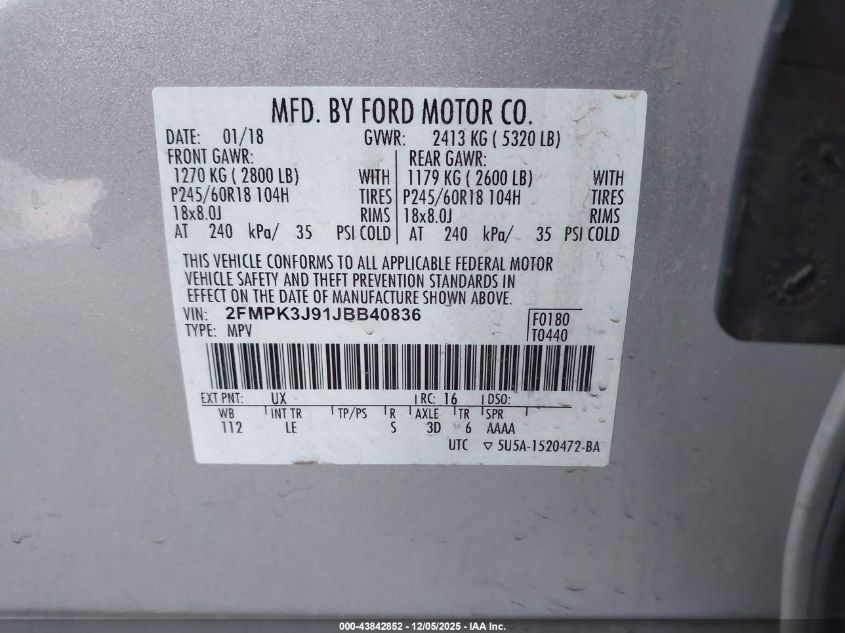 MFD. BY FORD MOTOR CO.
DATE: 01/18 GVWR: 2413 KG ( 5320 LB)
FRONT GAWR: REAR GAWR:
1270 KG ( 2800 LB) WITH 1179 KG ( 2600 LB) WITH
P245/60R18 104H TIRES P245/60R18 104H TIRES
18x8.0J RIMS 18x8.0J RIMS
AT 240 kPa/ 35 PSI COLD AT 240 kPa/ 35 PSI COLD
THIS VEHICLE CONFORMS TO ALL APPLICABLE FEDERAL MOTOR
VEHICLE SAFETY AND THEFT PREVENTION STANDARDS IN
EFFECT ON THE DATE OF MANUFACTURE SHOWN ABOVE.
VIN: 2FMPK3J91JBB40836 F0180
TYPE: MPV T0440
EXT PNT: UX RC: 16 DSO:
WB INT TR TP/PS R AXLE TR SPR
112 LE S 3D 6 AAAA
UTC ▽ 5U5A-1520472-BA
000-43842852 - 12/05/2025 - IAA Inc.